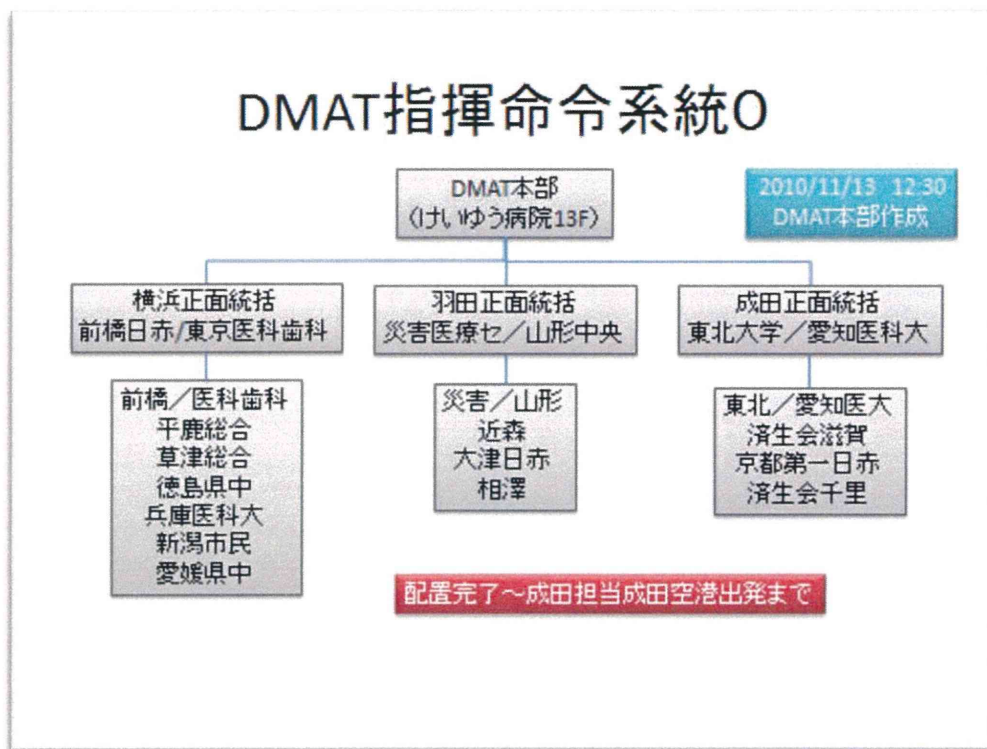 DMAT指揮命令系統0
DMAT本部
(けいゆう病院13F)
2010/11/13 12:30
DMAT本部作成
横浜正面統括
前橋日赤/東京医科歯科
羽田正面統括
災害医療セ/山形中央
成田正面統括
東北大学/愛知医科大
前橋/医科歯科
平鹿総合
草津総合
徳島県中
兵庫医科大
新潟市民
愛媛県中
災害/山形
近森
大津日赤
相澤
東北/愛知医大
済生会滋賀
京都第一日赤
済生会千里
配置完了～成田担当成田空港出発まで